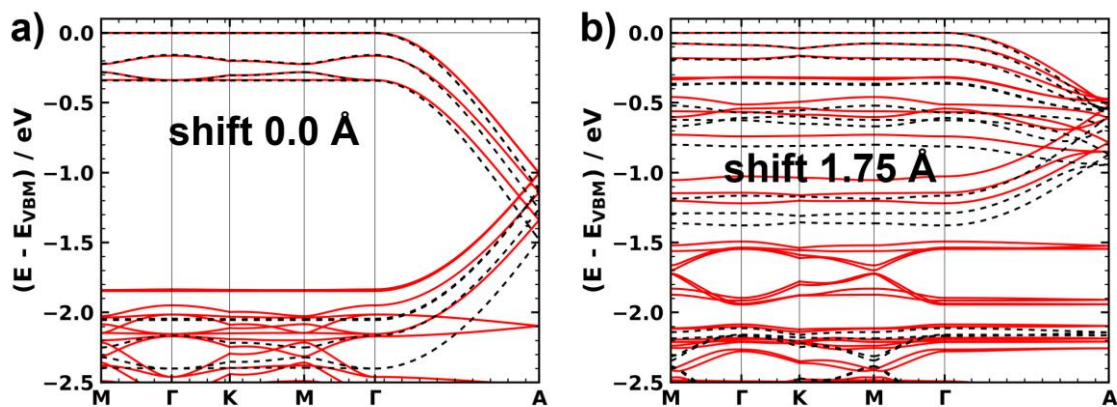 a)
(E - E_VBM) / eV
0.0
−0.5
−1.0
−1.5
−2.0
−2.5
shift 0.0 Å
M Γ K M Γ A
b)
(E - E_VBM) / eV
0.0
−0.5
−1.0
−1.5
−2.0
−2.5
shift 1.75 Å
M Γ K M Γ A